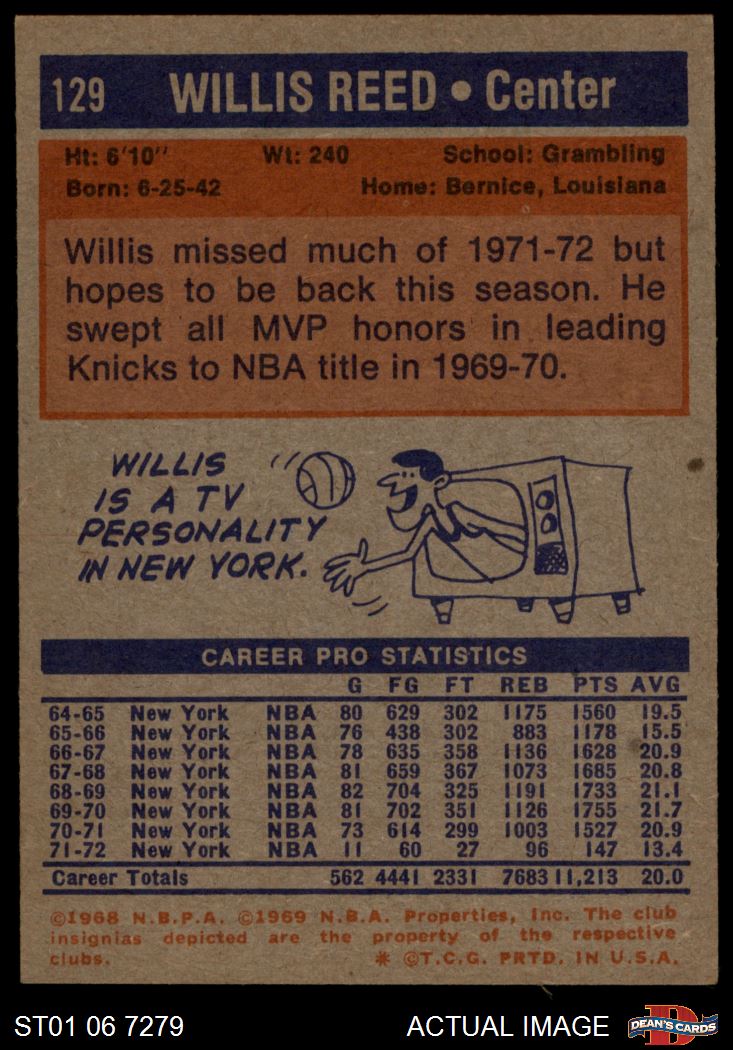 129 WILLIS REED • Center
Ht: 6'10" Wt: 240 School: Grambling
Born: 6-25-42 Home: Bernice, Louisiana
Willis missed much of 1971-72 but
hopes to be back this season. He
swept all MVP honors in leading
Knicks to NBA title in 1969-70.
WILLIS
IS A TV
PERSONALITY
IN NEW YORK.
CAREER PRO STATISTICS
G FG FT REB PTS AVG
64-65 New York NBA 80 629 302 1175 1560 19.5
65-66 New York NBA 76 438 302 883 1178 15.5
66-67 New York NBA 78 635 358 1136 1628 20.9
67-68 New York NBA 81 659 367 1073 1685 20.8
68-69 New York NBA 82 704 325 1191 1733 21.1
69-70 New York NBA 81 702 351 1126 1755 21.7
70-71 New York NBA 73 614 299 1003 1527 20.9
71-72 New York NBA 11 60 27 96 147 13.4
Career Totals 562 4441 2331 7683 11,213 20.0
©1968 N.B.P.A. ©1969 N.B.A. Properties, Inc. The club
insignias depicted are the property of the respective
clubs. * ©T.C.G. PRTD. IN U.S.A.
ST01 06 7279 ACTUAL IMAGE DEAN'S CARDS